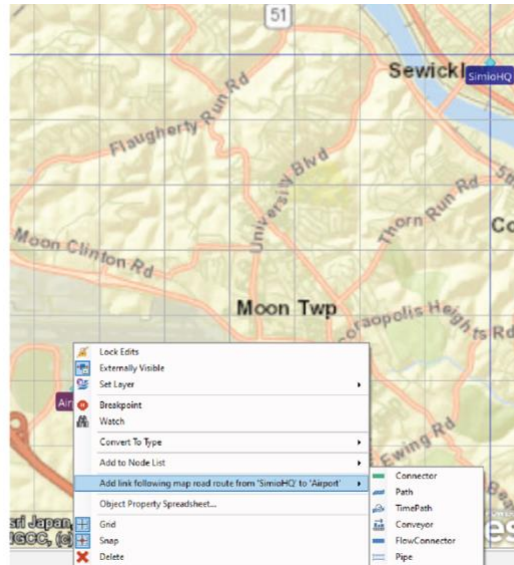 51
Sewickl
SimioHQ
Flaugherty Run Rd
University Blvd
Thorn Run Rd
Co
Moon Clinton Rd
Moon Twp
oraopolis Heights Rd
Lock Edits
Externally Visible
Set Layer
Air
Breakpoint
Watch
Convert To Type
Ewing Rd
Add to Node List
Add link following map road route from 'SimioHQ' to 'Airport'
Connector
Object Property Spreadsheet...
Path
TimePath
Grid
Conveyor
Snap
FlowConnector
Delete
Pipe
sri Japan,
es